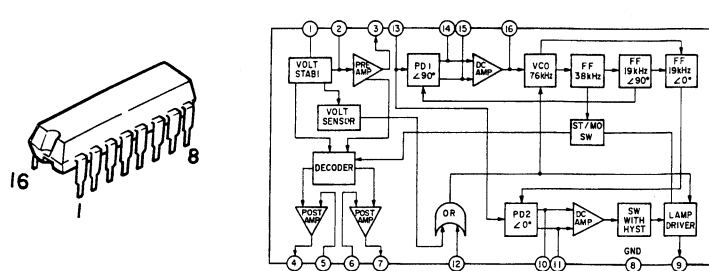 16
1
8
1
2
3
13
14
15
16
VOLT
STABI
PRE
AMP
PD1
∠90°
DC
AMP
VCO
76kHz
FF
38kHz
FF
19kHz
∠90°
FF
19kHz
∠0°
VOLT
SENSOR
ST/MO
SW
DECODER
POST
AMP
POST
AMP
OR
PD2
∠0°
DC
AMP
SW
WITH
HYST
LAMP
DRIVER
GND
4
5
6
7
12
10
11
8
9